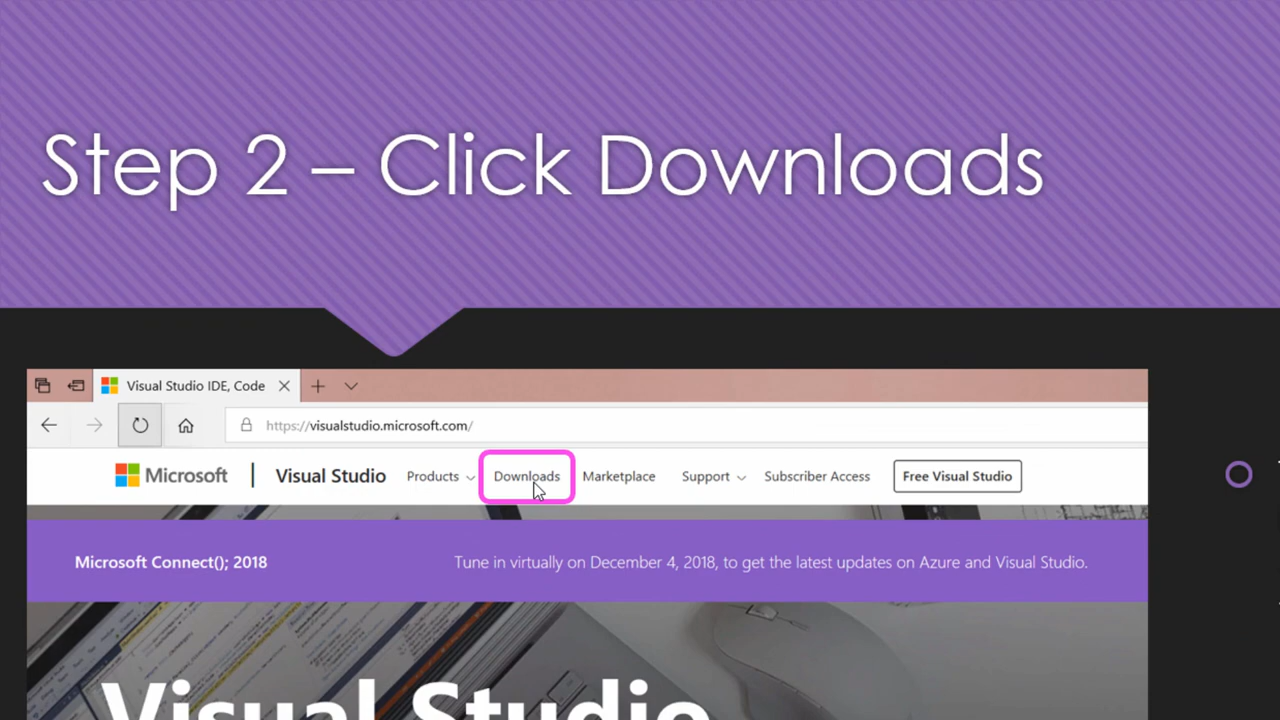 Step 2 – Click Downloads
Visual Studio IDE, Code
https://visualstudio.microsoft.com/
Microsoft | Visual Studio Products Downloads Marketplace Support Subscriber Access Free Visual Studio
Microsoft Connect(); 2018 Tune in virtually on December 4, 2018, to get the latest updates on Azure and Visual Studio.
Visual Studio